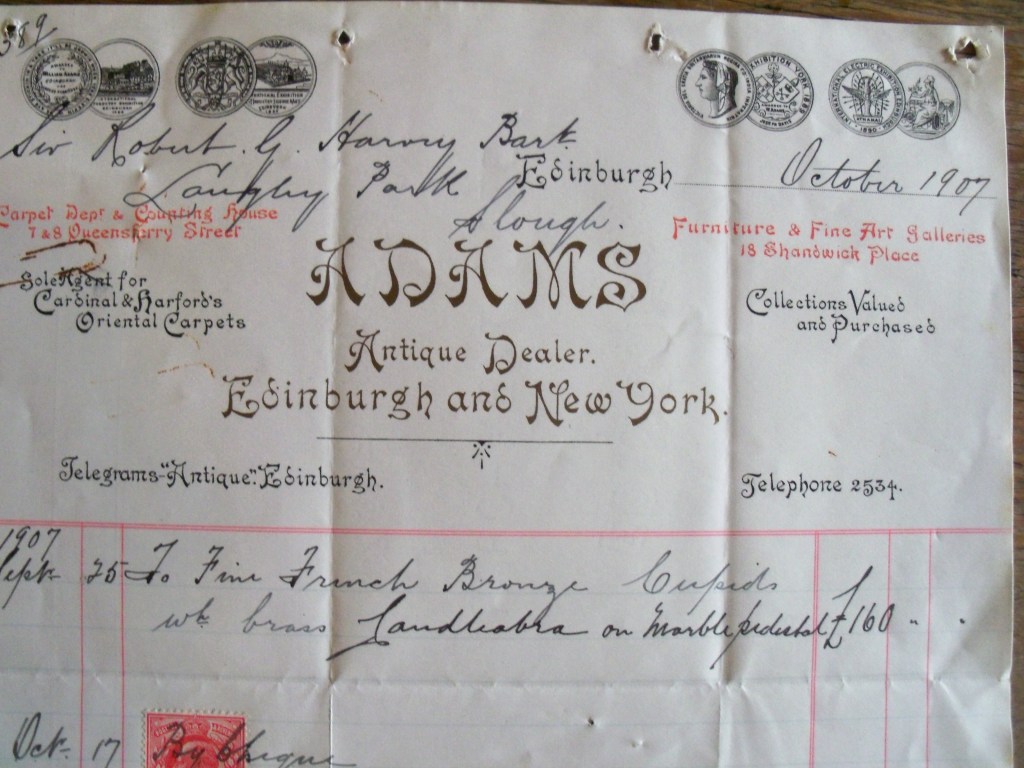 389
Sir Robert. G. Harvey Bart
Langley Park
Slough.
Edinburgh October 1907
Carpet Dept & Counting House
7 & 8 Queensferry Street
Furniture & Fine Art Galleries
18 Shandwick Place
Sole Agent for
Cardinal & Harford's
Oriental Carpets
ADAMS
Collections Valued
and Purchased
Antique Dealer.
Edinburgh and New York.
Telegrams-"Antique". Edinburgh.
Telephone 2534.
1907
Sept 25 To Fine French Bronze Cupids
wt brass Candleabra on Marble pedestal £160 " "
Oct 17 By Cheque